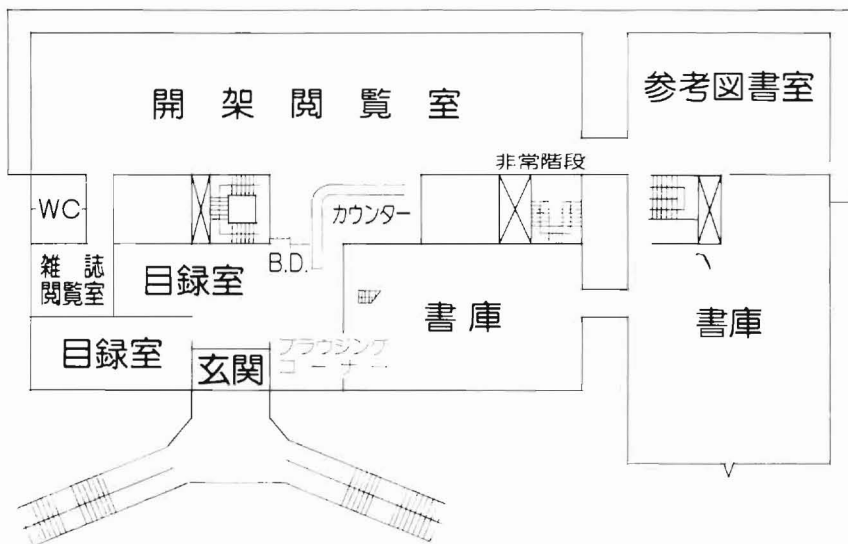 開架閲覧室
参考図書室
非常階段
WC
カウンター
B.D.
雑誌
閲覧室
目録室
書庫
書庫
目録室
玄関
ブラウジング
コーナー